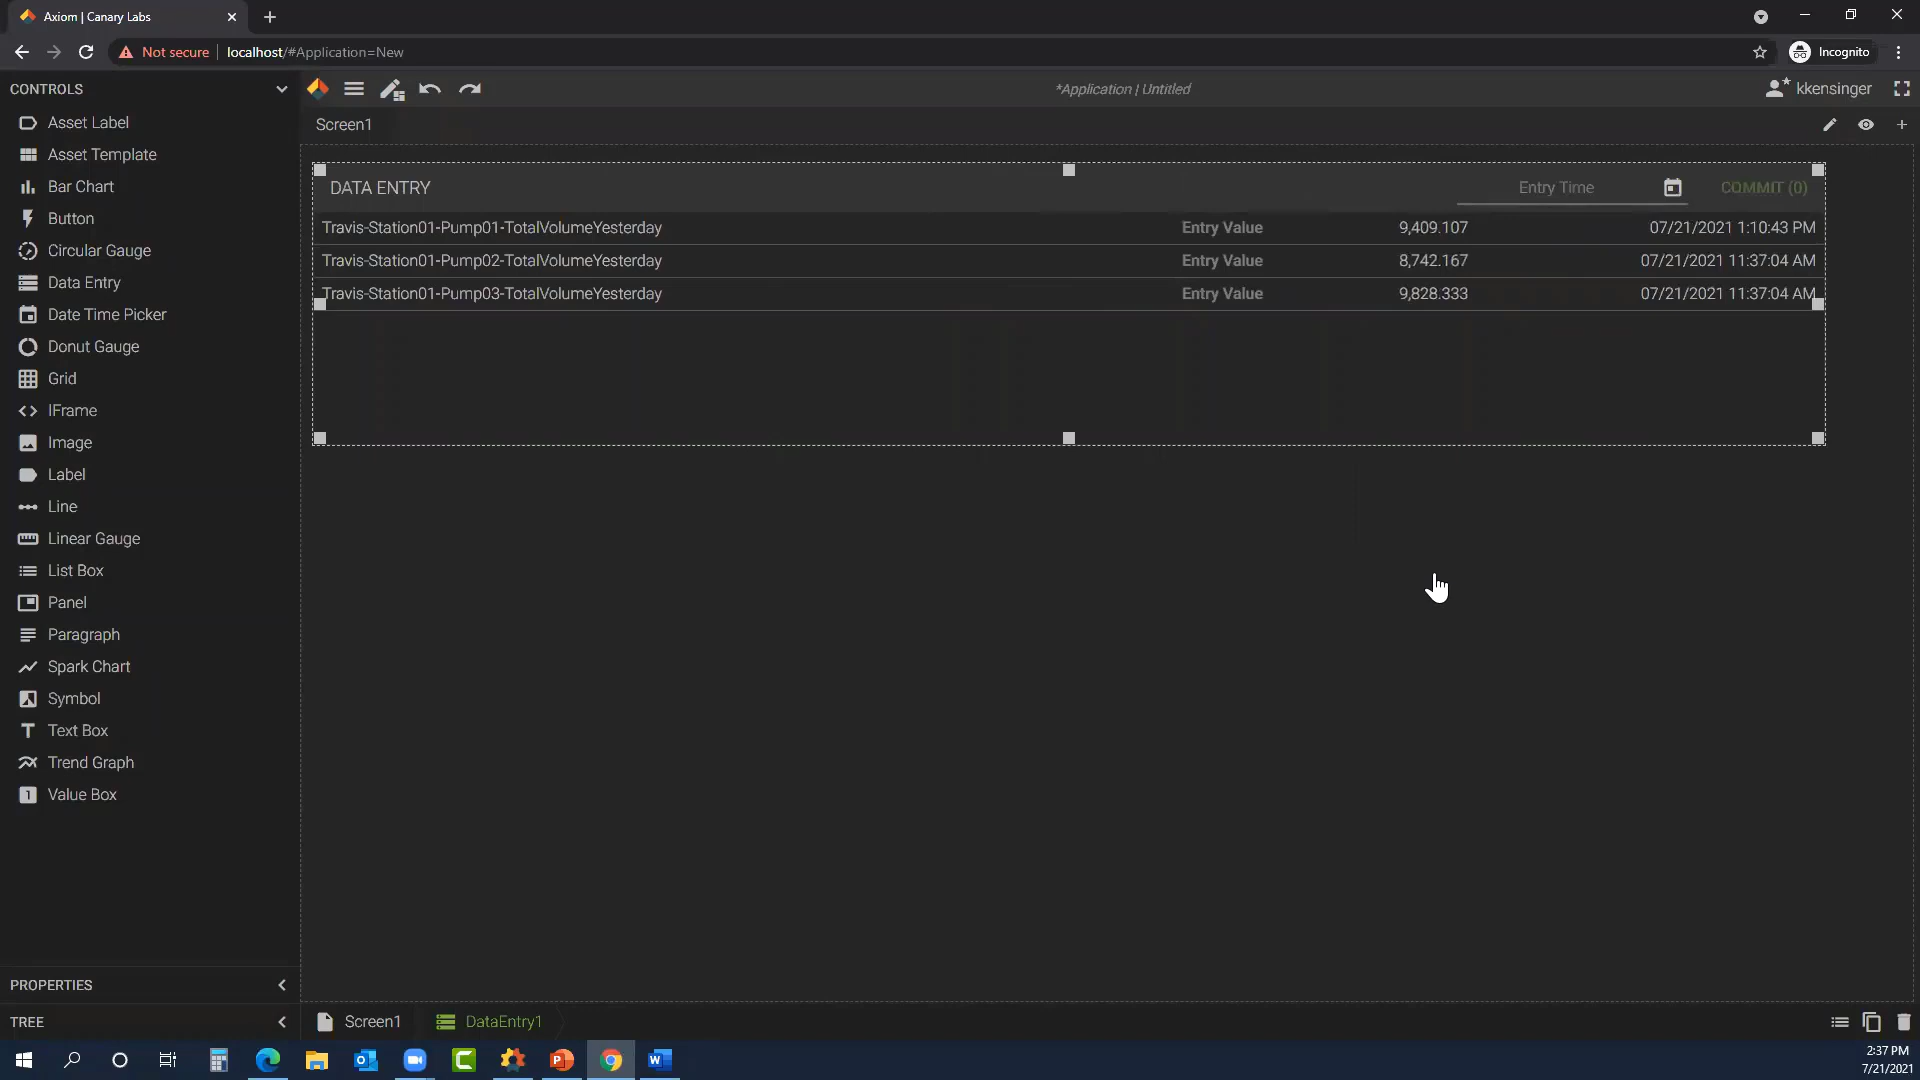 Axiom | Canary Labs
Not secure
localhost/#Application=New
Incognito
CONTROLS
*Application | Untitled
kkensinger
Asset Label
Asset Template
Bar Chart
Button
Circular Gauge
Data Entry
Date Time Picker
Donut Gauge
Grid
IFrame
Image
Label
Line
Linear Gauge
List Box
Panel
Paragraph
Spark Chart
Symbol
Text Box
Trend Graph
Value Box
Screen1
DATA ENTRY Entry Time COMMIT (0)
Travis-Station01-Pump01-TotalVolumeYesterday Entry Value 9,409.107 07/21/2021 1:10:43 PM
Travis-Station01-Pump02-TotalVolumeYesterday Entry Value 8,742.167 07/21/2021 11:37:04 AM
Travis-Station01-Pump03-TotalVolumeYesterday Entry Value 9,828.333 07/21/2021 11:37:04 AM
PROPERTIES
TREE
Screen1 DataEntry1
2:37 PM
7/21/2021